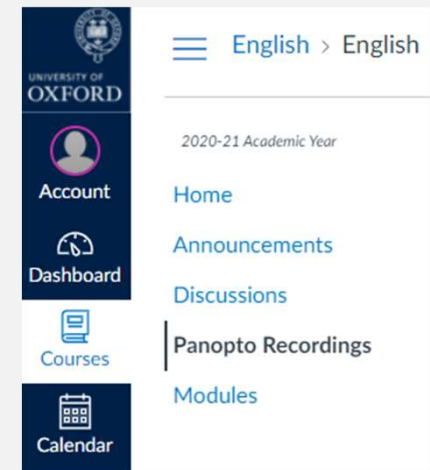 UNIVERSITY OF
OXFORD
Account
Dashboard
Courses
Calendar
English > English
2020-21 Academic Year
Home
Announcements
Discussions
Panopto Recordings
Modules